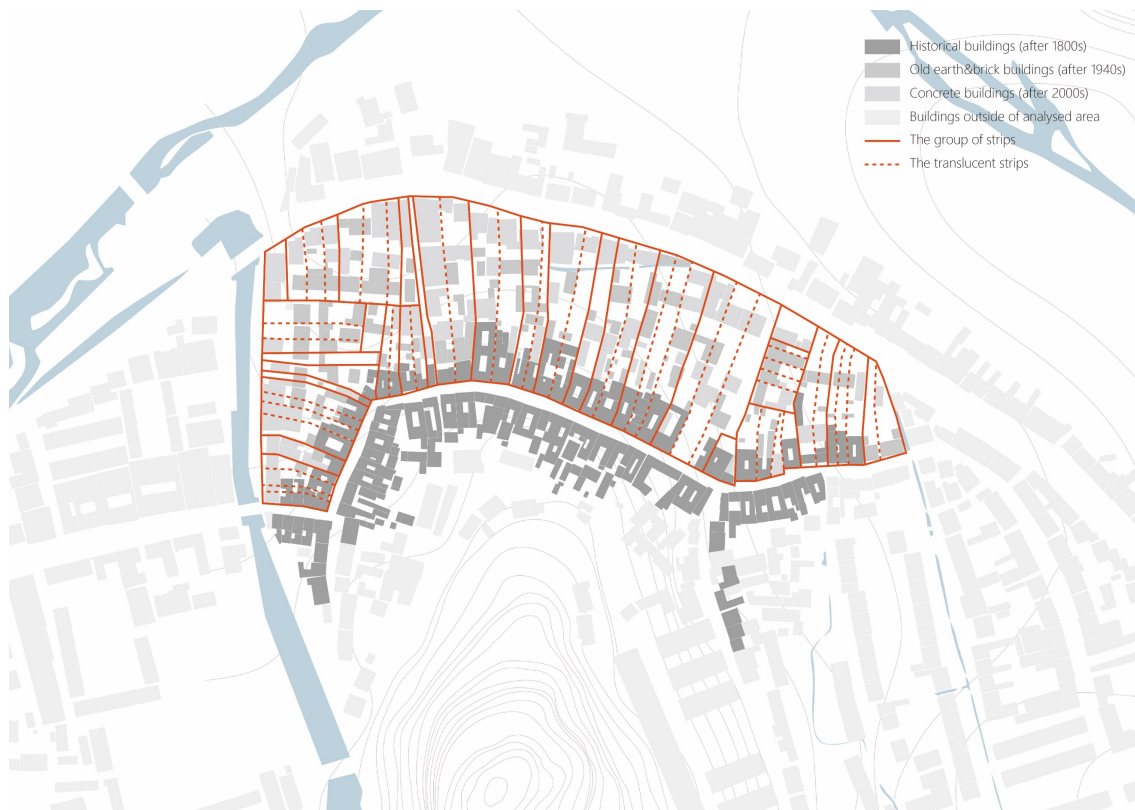 Historical buildings (after 1800s)
Old earth&brick buildings (after 1940s)
Concrete buildings (after 2000s)
Buildings outside of analysed area
The group of strips
The translucent strips